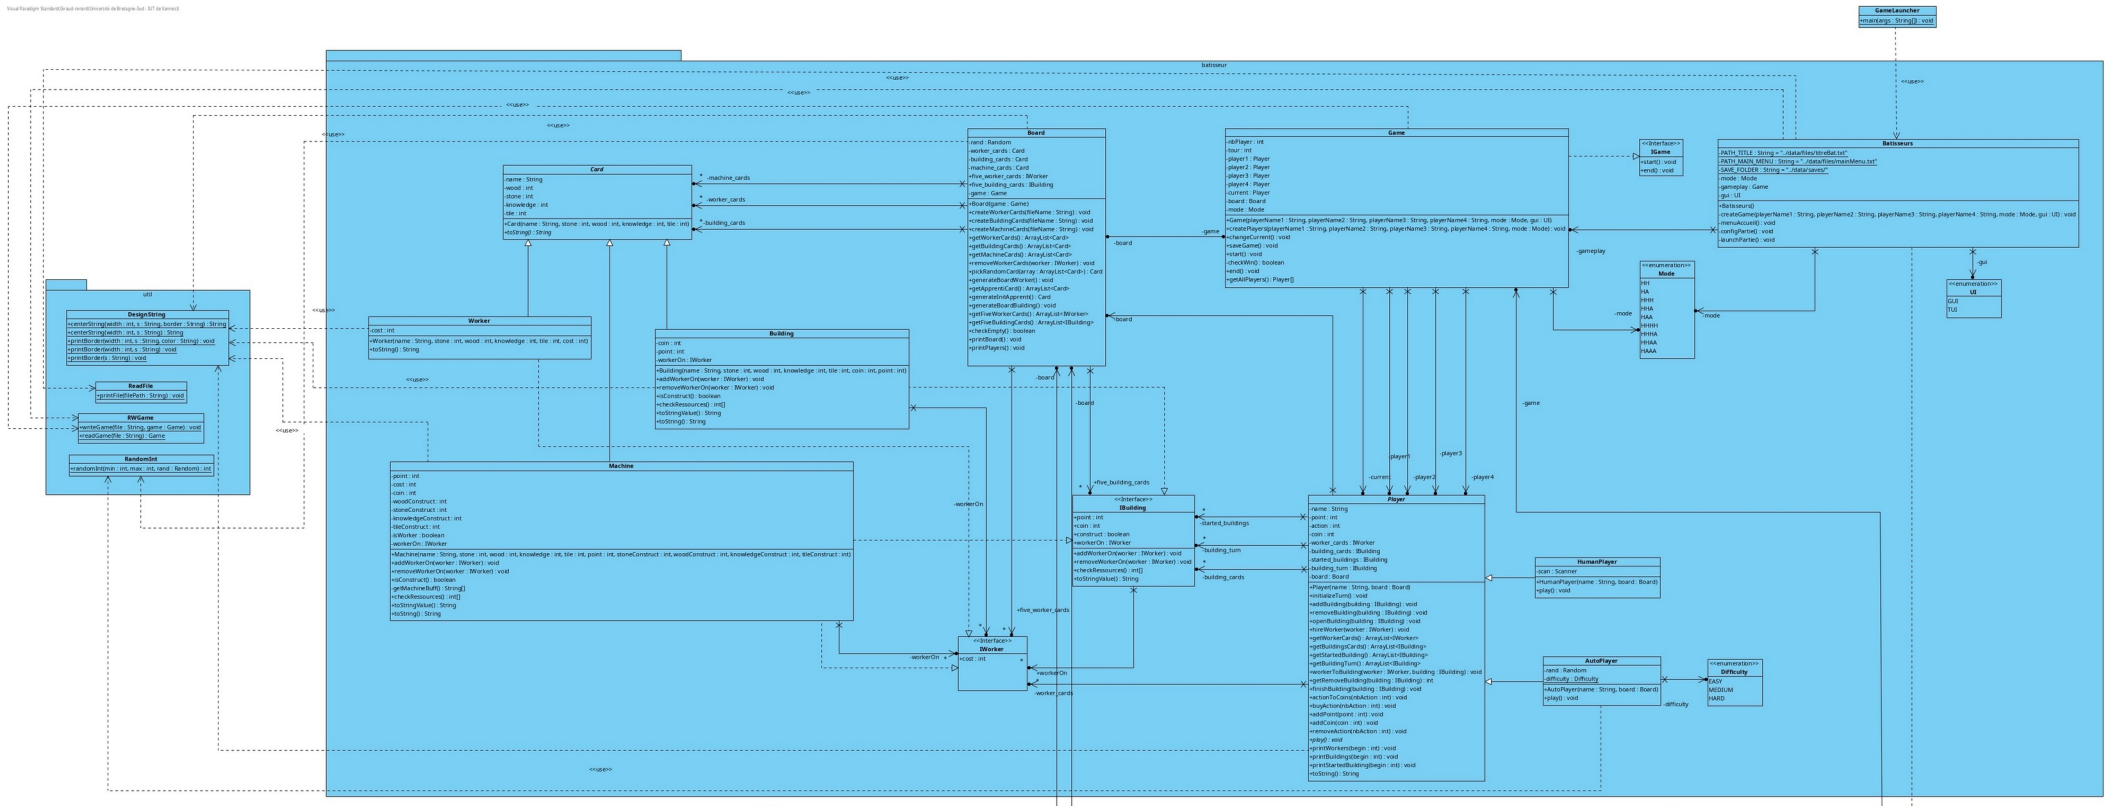 Visual Paradigm Standard(Giraud-vincent(Université de Bretagne-Sud - IUT de Vannes))
GameLauncher
+main(args : String[]) : void
batisseur
<<use>>
<<use>>
<<use>>
<<use>>
<<use>>
<<use>>
Board
-rand : Random
-worker_cards : Card
-building_cards : Card
-machine_cards : Card
+five_worker_cards : IWorker
+five_building_cards : IBuilding
-game : Game
+Board(game : Game)
+createWorkerCards(fileName : String) : void
+createBuildingCards(fileName : String) : void
+createMachineCards(fileName : String) : void
+getWorkerCards() : ArrayList<Card>
+getBuildingCards() : ArrayList<Card>
+getMachineCards() : ArrayList<Card>
+removeWorkerCards(worker : IWorker) : void
+pickRandomCard(array : ArrayList<Card>) : Card
+generateBoardWorker() : void
+getApprentiCard() : ArrayList<Card>
+generateInitApprenti() : Card
+generateBoardBuilding() : void
+getFiveWorkerCards() : ArrayList<IWorker>
+getFiveBuildingCards() : ArrayList<IBuilding>
+checkEmpty() : boolean
+printBoard() : void
+printPlayers() : void
Game
-nbPlayer : int
-tour : int
-player1 : Player
-player2 : Player
-player3 : Player
-player4 : Player
-current : Player
-board : Board
-mode : Mode
+Game(playerName1 : String, playerName2 : String, playerName3 : String, playerName4 : String, mode : Mode, gui : UI)
+createPlayers(playerName1 : String, playerName2 : String, playerName3 : String, playerName4 : String, mode : Mode) : void
+changeCurrent() : void
+saveGame() : void
+start() : void
-checkWin() : boolean
+end() : void
+getAllPlayers() : Player[]
<<Interface>>
IGame
+start() : void
+end() : void
Batisseurs
-PATH_TITLE : String = "../data/files/titreBat.txt"
-PATH_MAIN_MENU : String = "../data/files/mainMenu.txt"
-SAVE_FOLDER : String = "../data/saves/"
-mode : Mode
-gameplay : Game
-gui : UI
+Batisseurs()
-createGame(playerName1 : String, playerName2 : String, playerName3 : String, playerName4 : String, mode : Mode, gui : UI) : void
-menuAccueil() : void
-configPartie() : void
-launchPartie() : void
Card
-name : String
-wood : int
-stone : int
-knowledge : int
-tile : int
+Card(name : String, stone : int, wood : int, knowledge : int, tile : int)
+toString() : String
* -machine_cards
* -worker_cards
* -building_cards
-board
-game
-gameplay
-gui
<<enumeration>>
Mode
HH
HA
HHH
HHA
HAA
HHHH
HHHA
HHAA
HAAA
<<enumeration>>
UI
GUI
TUI
-mode
-mode
util
DesignString
+centerString(width : int, s : String, border : String) : String
+centerString(width : int, s : String) : String
+printBorder(width : int, s : String, color : String) : void
+printBorder(width : int, s : String) : void
+printBorder(s : String) : void
ReadFile
+printFile(filePath : String) : void
RWGame
+writeGame(file : String, game : Game) : void
+readGame(file : String) : Game
RandomInt
+randomInt(min : int, max : int, rand : Random) : int
<<use>>
Worker
-cost : int
+Worker(name : String, stone : int, wood : int, knowledge : int, tile : int, cost : int)
+toString() : String
Building
-coin : int
-point : int
-workerOn : IWorker
+Building(name : String, stone : int, wood : int, knowledge : int, tile : int, coin : int, point : int)
+addWorkerOn(worker : IWorker) : void
+removeWorkerOn(worker : IWorker) : void
+isConstruct() : boolean
+checkRessources() : int[]
+toStringValue() : String
+toString() : String
<<use>>
<<use>>
-board
-board
-board
-game
Machine
-point : int
-cost : int
-coin : int
-woodConstruct : int
-stoneConstruct : int
-knowledgeConstruct : int
-tileConstruct : int
-isWorker : boolean
-workerOn : IWorker
+Machine(name : String, stone : int, wood : int, knowledge : int, tile : int, point : int, stoneConstruct : int, woodConstruct : int, knowledgeConstruct : int, tileConstruct : int)
+addWorkerOn(worker : IWorker) : void
+removeWorkerOn(worker : IWorker) : void
+isConstruct() : boolean
-getMachineBuff() : String[]
+checkRessources() : int[]
+toStringValue() : String
+toString() : String
-workerOn
* +five_building_cards
<<Interface>>
IBuilding
+point : int
+coin : int
+construct : boolean
+workerOn : IWorker
+addWorkerOn(worker : IWorker) : void
+removeWorkerOn(worker : IWorker) : void
+checkRessources() : int[]
+toStringValue() : String
-current
-player1
-player2
-player3
-player4
*
-started_buildings
*
-building_turn
*
-building_cards
Player
-name : String
-point : int
-action : int
-coin : int
-worker_cards : IWorker
-building_cards : IBuilding
-started_buildings : IBuilding
-building_turn : IBuilding
-board : Board
+Player(name : String, board : Board)
+initializeTurn() : void
+addBuilding(building : IBuilding) : void
+removeBuilding(building : IBuilding) : void
+openBuilding(building : IBuilding) : void
+hireWorker(worker : IWorker) : void
+getWorkerCards() : ArrayList<IWorker>
+getBuildingsCards() : ArrayList<IBuilding>
+getStartedBuilding() : ArrayList<IBuilding>
+getBuildingTurn() : ArrayList<IBuilding>
+workerToBuilding(worker : IWorker, building : IBuilding) : void
+getRemoveBuilding(building : IBuilding) : int
+finishBuilding(building : IBuilding) : void
+actionToCoins(nbAction : int) : void
+buyAction(nbAction : int) : void
+addPoint(point : int) : void
+addCoin(coin : int) : void
+removeAction(nbAction : int) : void
+play() : void
+printWorkers(begin : int) : void
+printBuildings(begin : int) : void
+printStartedBuilding(begin : int) : void
+toString() : String
HumanPlayer
-scan : Scanner
+HumanPlayer(name : String, board : Board)
+play() : void
AutoPlayer
-rand : Random
-difficulty : Difficulty
+AutoPlayer(name : String, board : Board)
+play() : void
<<enumeration>>
Difficulty
EASY
MEDIUM
HARD
-difficulty
+five_worker_cards
* *
<<Interface>>
IWorker
+cost : int
-workerOn *
*
+workerOn
*
-worker_cards
<<use>>